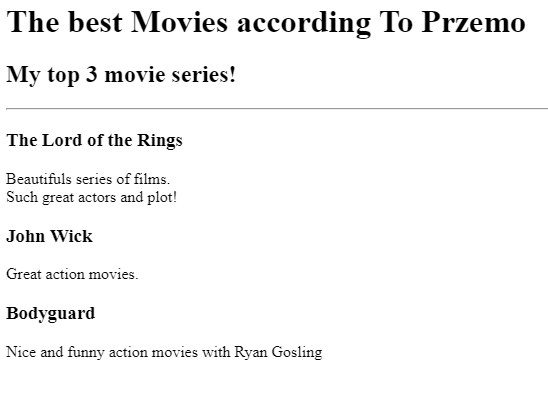 The best Movies according To Przemo
My top 3 movie series!
The Lord of the Rings
Beautifuls series of films.
Such great actors and plot!
John Wick
Great action movies.
Bodyguard
Nice and funny action movies with Ryan Gosling